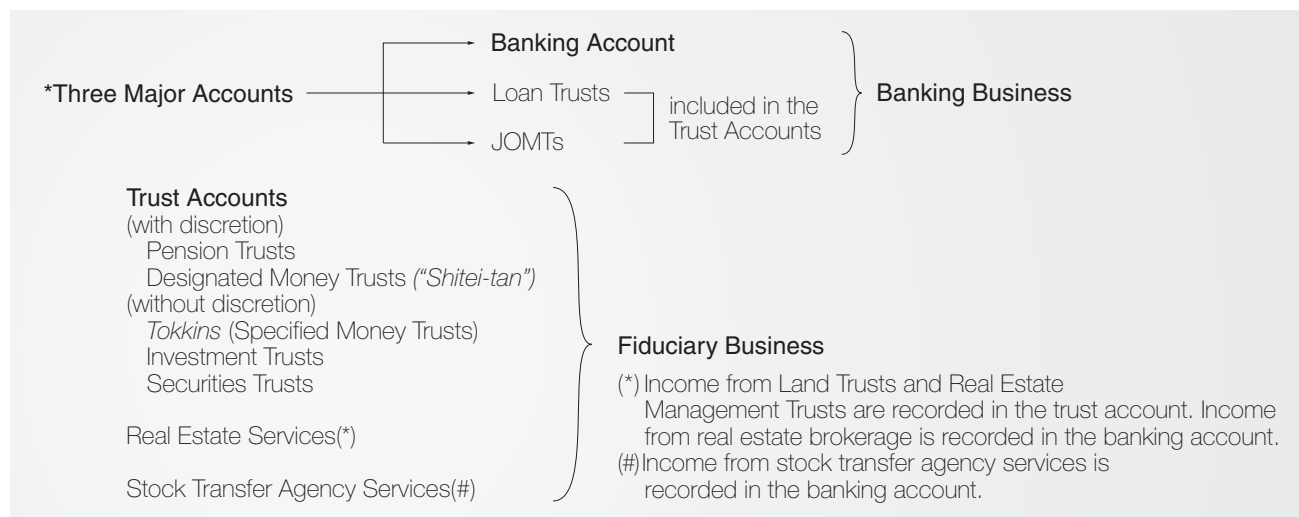 *Three Major Accounts
Banking Account
Loan Trusts
JOMTs
included in the
Trust Accounts
Banking Business
Trust Accounts
(with discretion)
Pension Trusts
Designated Money Trusts (“Shitei-tan”)
(without discretion)
Tokkins (Specified Money Trusts)
Investment Trusts
Securities Trusts
Real Estate Services(*)
Stock Transfer Agency Services(#)
Fiduciary Business
(*) Income from Land Trusts and Real Estate
Management Trusts are recorded in the trust account. Income
from real estate brokerage is recorded in the banking account.
(#)Income from stock transfer agency services is
recorded in the banking account.